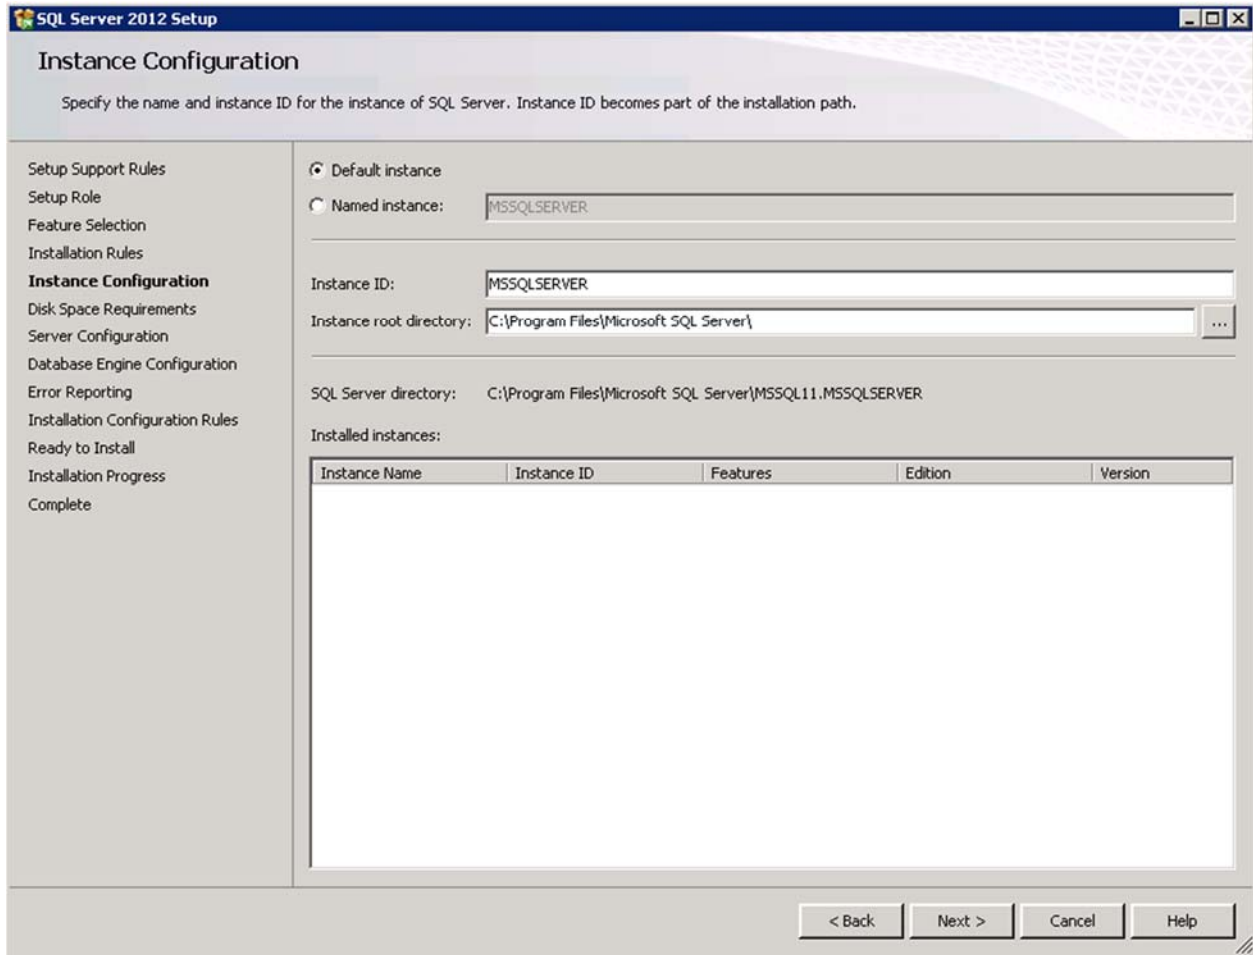 SQL Server 2012 Setup
Instance Configuration
Specify the name and instance ID for the instance of SQL Server. Instance ID becomes part of the installation path.
Setup Support Rules
Setup Role
Feature Selection
Installation Rules
Instance Configuration
Disk Space Requirements
Server Configuration
Database Engine Configuration
Error Reporting
Installation Configuration Rules
Ready to Install
Installation Progress
Complete
Default instance
Named instance: MSSQLSERVER
Instance ID: MSSQLSERVER
Instance root directory: C:\Program Files\Microsoft SQL Server\ ...
SQL Server directory: C:\Program Files\Microsoft SQL Server\MSSQL11.MSSQLSERVER
Installed instances:
Instance Name Instance ID Features Edition Version
< Back Next > Cancel Help